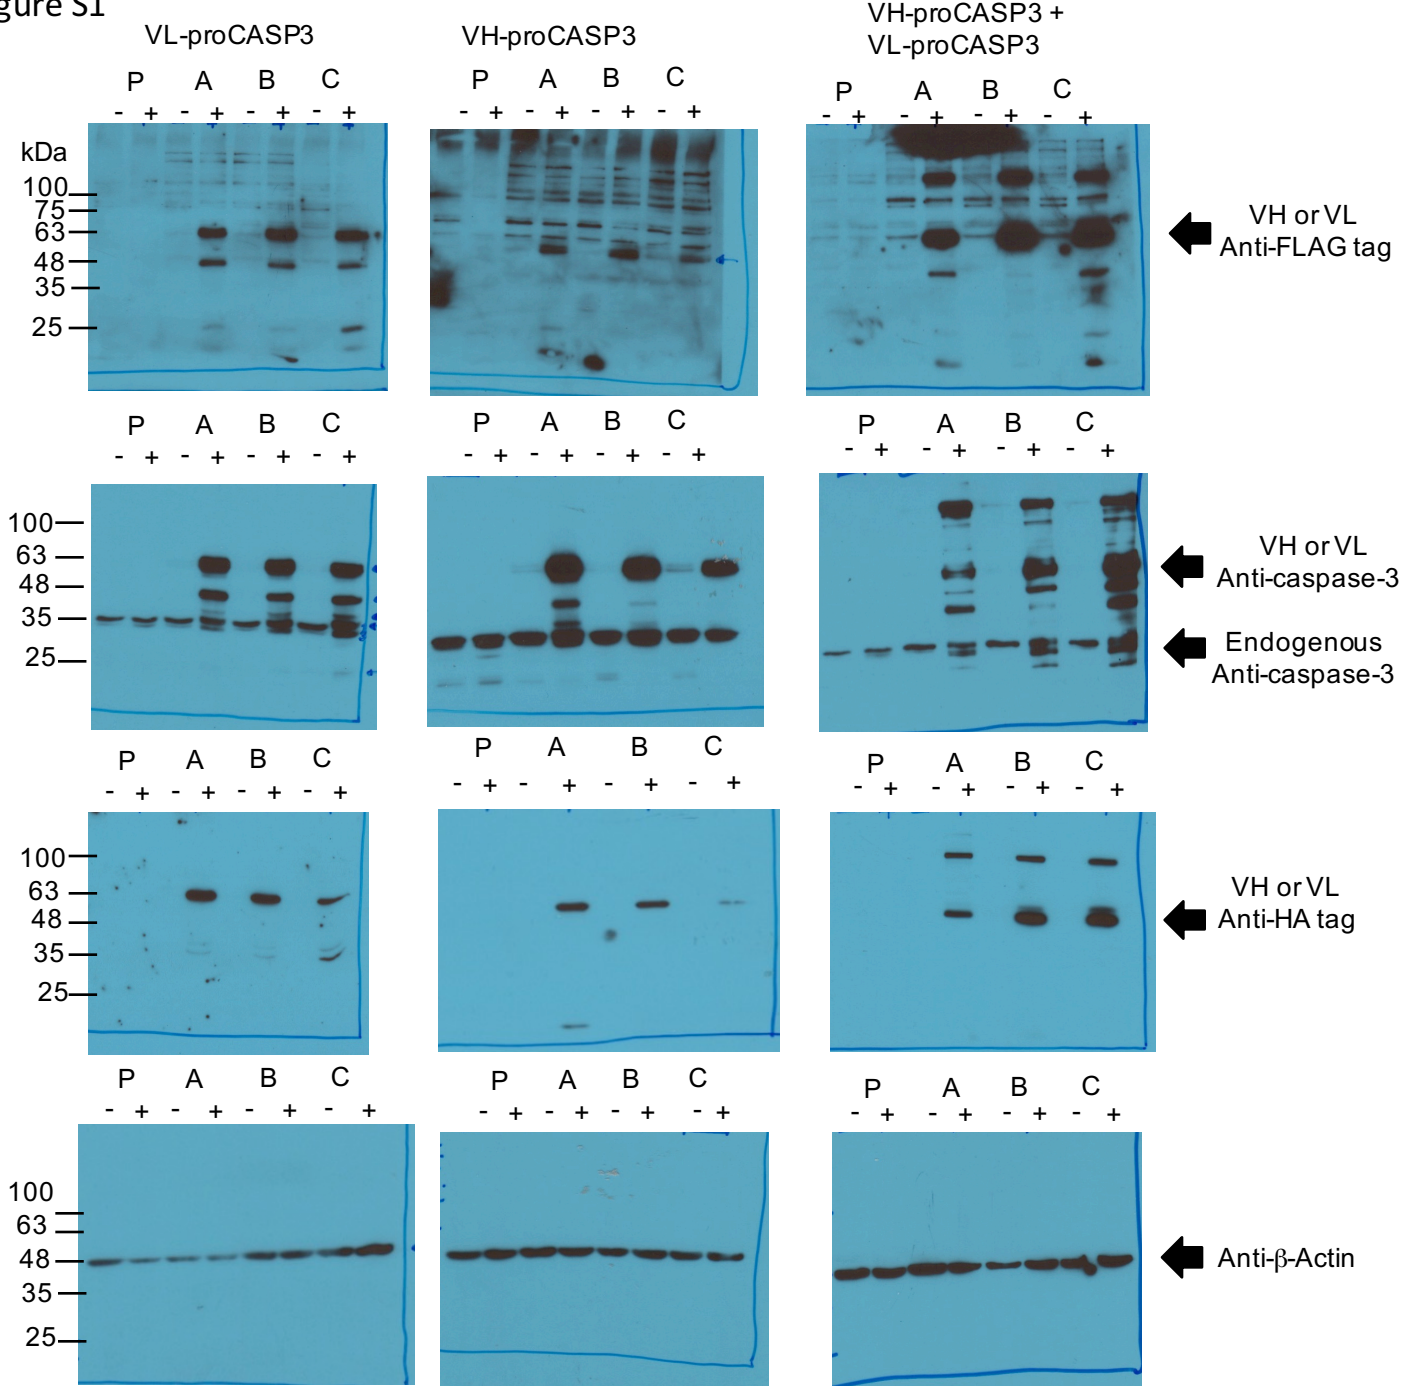 gure S1
VL-proCASP3
VH-proCASP3
VH-proCASP3 +
VL-proCASP3
P A B C
- + - + - + - +
P A B C
- + - + - + - +
P A B C
- + - + - + - +
kDa
100
75
63
48
35
25
VH or VL
Anti-FLAG tag
P A B C
- + - + - + - +
P A B C
- + - + - + - +
P A B C
- + - + - + - +
100
63
48
35
25
VH or VL
Anti-caspase-3
Endogenous
Anti-caspase-3
P A B C
- + - + - + - +
P A B C
- + - + - + - +
P A B C
- + - + - + - +
100
63
48
35
25
VH or VL
Anti-HA tag
P A B C
- + - + - + - +
P A B C
- + - + - + - +
P A B C
- + - + - + - +
100
63
48
35
25
Anti-β-Actin